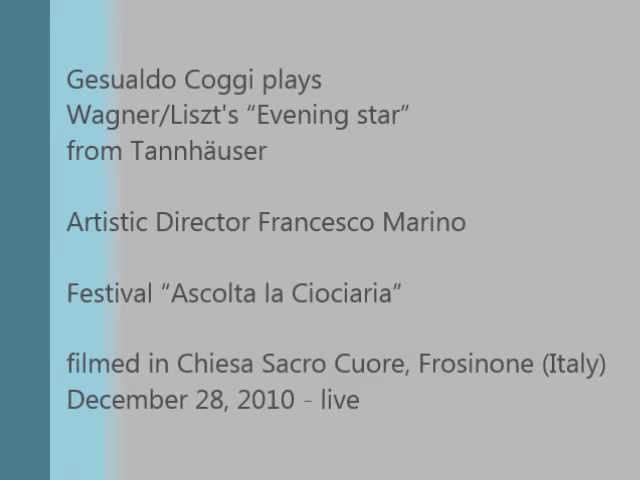 Gesualdo Coggi plays
Wagner/Liszt's “Evening star”
from Tannhäuser
Artistic Director Francesco Marino
Festival “Ascolta la Ciociaria”
filmed in Chiesa Sacro Cuore, Frosinone (Italy)
December 28, 2010 - live